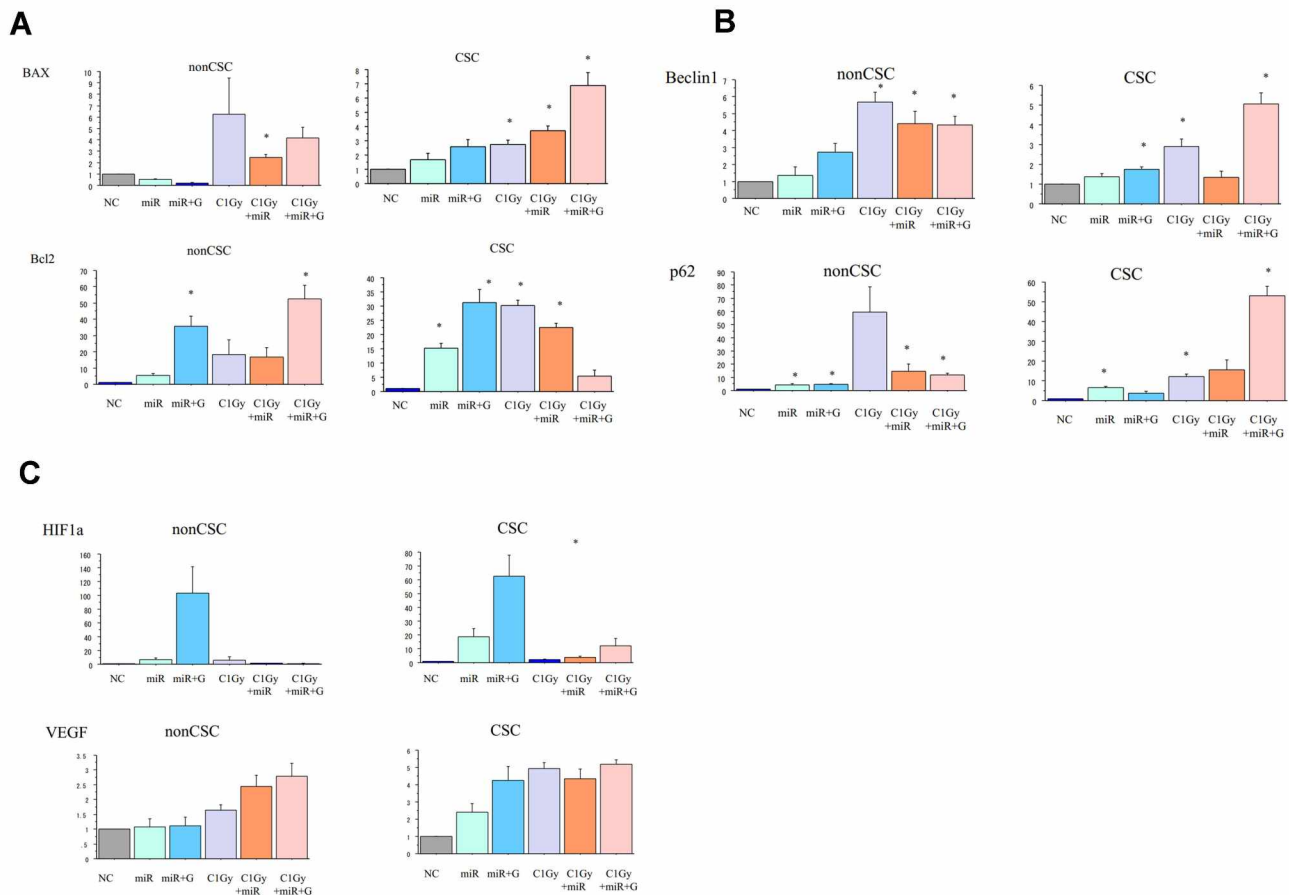 A
BAX
nonCSC
10
9
8
7
6
5
4
3
2
1
0
*
NC miR miR+G C1Gy C1Gy C1Gy
+miR +miR+G
CSC
8
7
6
5
4
3
2
1
0
* * *
NC miR miR+G C1Gy C1Gy C1Gy
+miR +miR+G
Bcl2
nonCSC
70
60
50
40
30
20
10
0
* *
NC miR miR+G C1Gy C1Gy C1Gy
+miR +miR+G
CSC
40
35
30
25
20
15
10
5
0
* * * *
NC miR miR+G C1Gy C1Gy C1Gy
+miR +miR+G
B
Beclin1
nonCSC
7
6
5
4
3
2
1
0
* * *
NC miR miR+G C1Gy C1Gy C1Gy
+miR +miR+G
CSC
6
5
4
3
2
1
0
* * *
NC miR miR+G C1Gy C1Gy C1Gy
+miR +miR+G
p62
nonCSC
90
80
70
60
50
40
30
20
10
0
* * * *
NC miR miR+G C1Gy C1Gy C1Gy
+miR +miR+G
CSC
60
50
40
30
20
10
0
* * *
NC miR miR+G C1Gy C1Gy C1Gy
+miR +miR+G
C
HIF1a
nonCSC
160
140
120
100
80
60
40
20
0
NC miR miR+G C1Gy C1Gy C1Gy
+miR +miR+G
CSC
80
70
60
50
40
30
20
10
0
*
NC miR miR+G C1Gy C1Gy C1Gy
+miR +miR+G
VEGF
nonCSC
3.5
3
2.5
2
1.5
1
.5
0
NC miR miR+G C1Gy C1Gy C1Gy
+miR +miR+G
CSC
6
5
4
3
2
1
0
NC miR miR+G C1Gy C1Gy C1Gy
+miR +miR+G